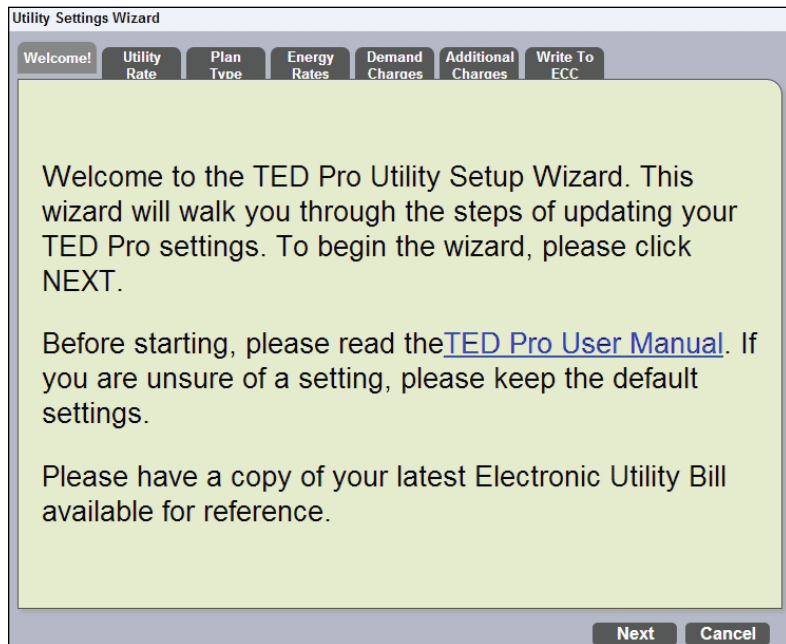 Utility Settings Wizard
Welcome! Utility Rate Plan Type Energy Rates Demand Charges Additional Charges Write To ECC
Welcome to the TED Pro Utility Setup Wizard. This
wizard will walk you through the steps of updating your
TED Pro settings. To begin the wizard, please click
NEXT.
Before starting, please read theTED Pro User Manual. If
you are unsure of a setting, please keep the default
settings.
Please have a copy of your latest Electronic Utility Bill
available for reference.
Next Cancel